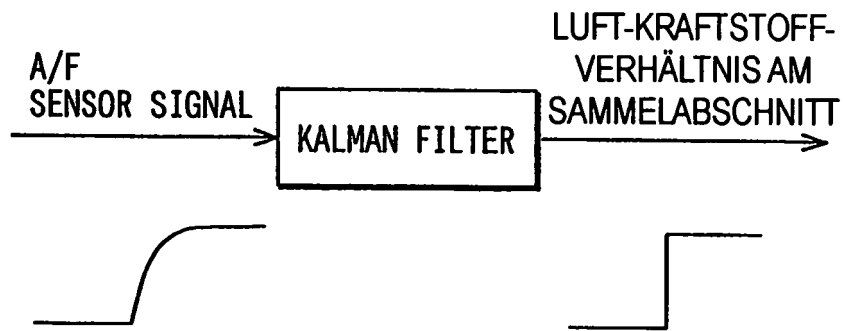 A/F
SENSOR SIGNAL
KALMAN FILTER
LUFT-KRAFTSTOFF-
VERHÄLTNIS AM
SAMMELABSCHNITT